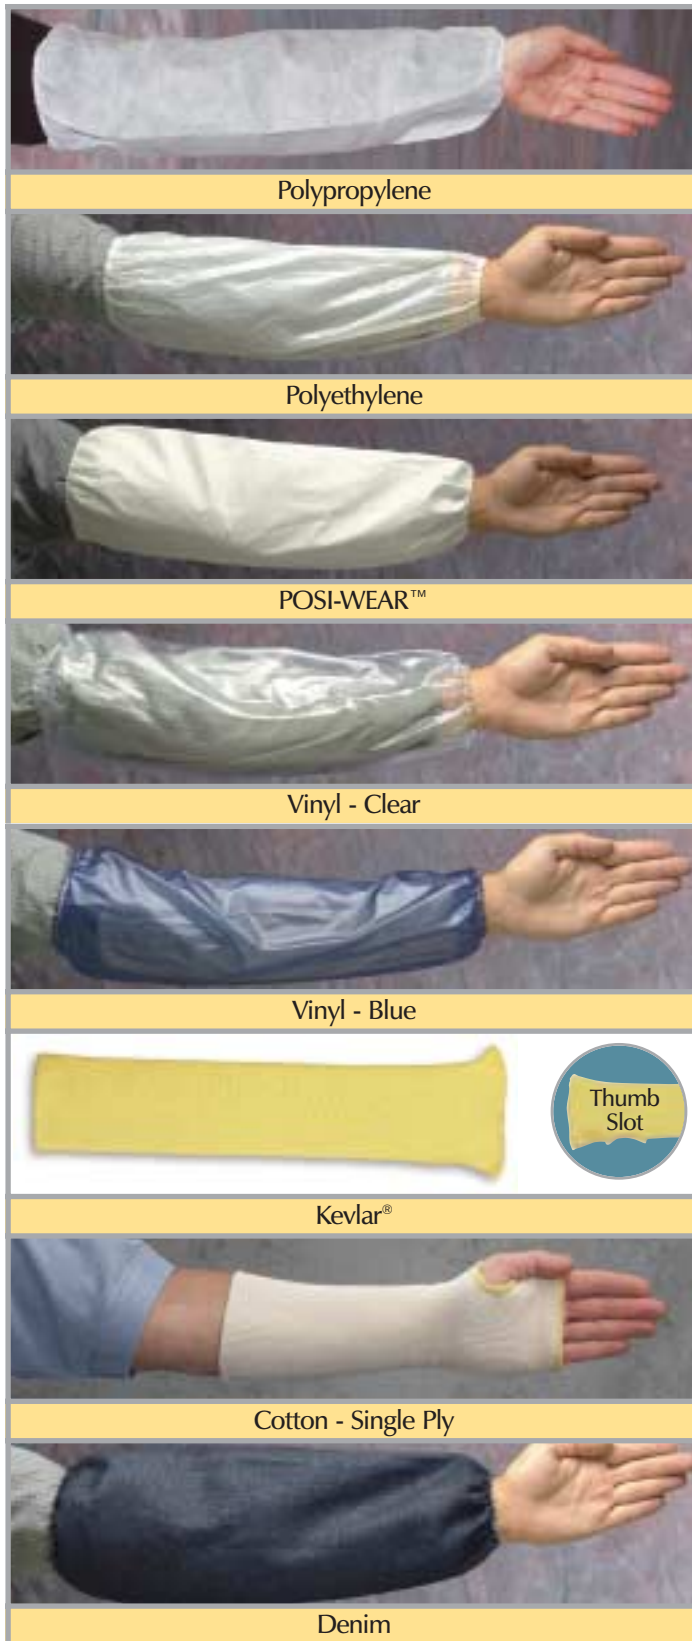 Polypropylene
Polyethylene
POSI-WEAR™
Vinyl - Clear
Vinyl - Blue
Thumb
Slot
Kevlar®
Cotton - Single Ply
Denim